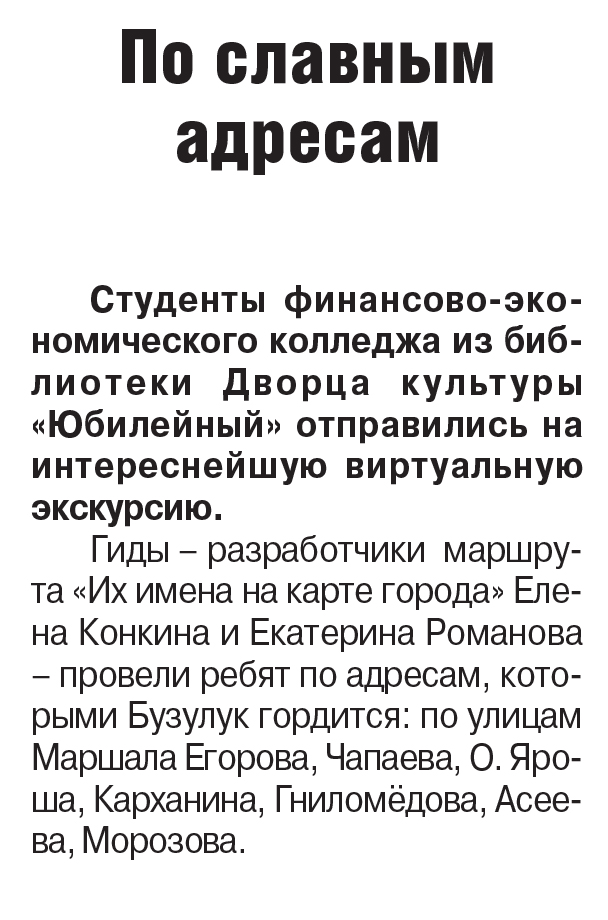 По славным
адресам
Студенты финансово-эко-
номического колледжа из биб-
лиотеки Дворца культуры
«Юбилейный» отправились на
интереснейшую виртуальную
экскурсию.
Гиды – разработчики маршру-
та «Их имена на карте города» Еле-
на Конкина и Екатерина Романова
– провели ребят по адресам, кото-
рыми Бузулук гордится: по улицам
Маршала Егорова, Чапаева, О. Яро-
ша, Карханина, Гниломёдова, Асее-
ва, Морозова.